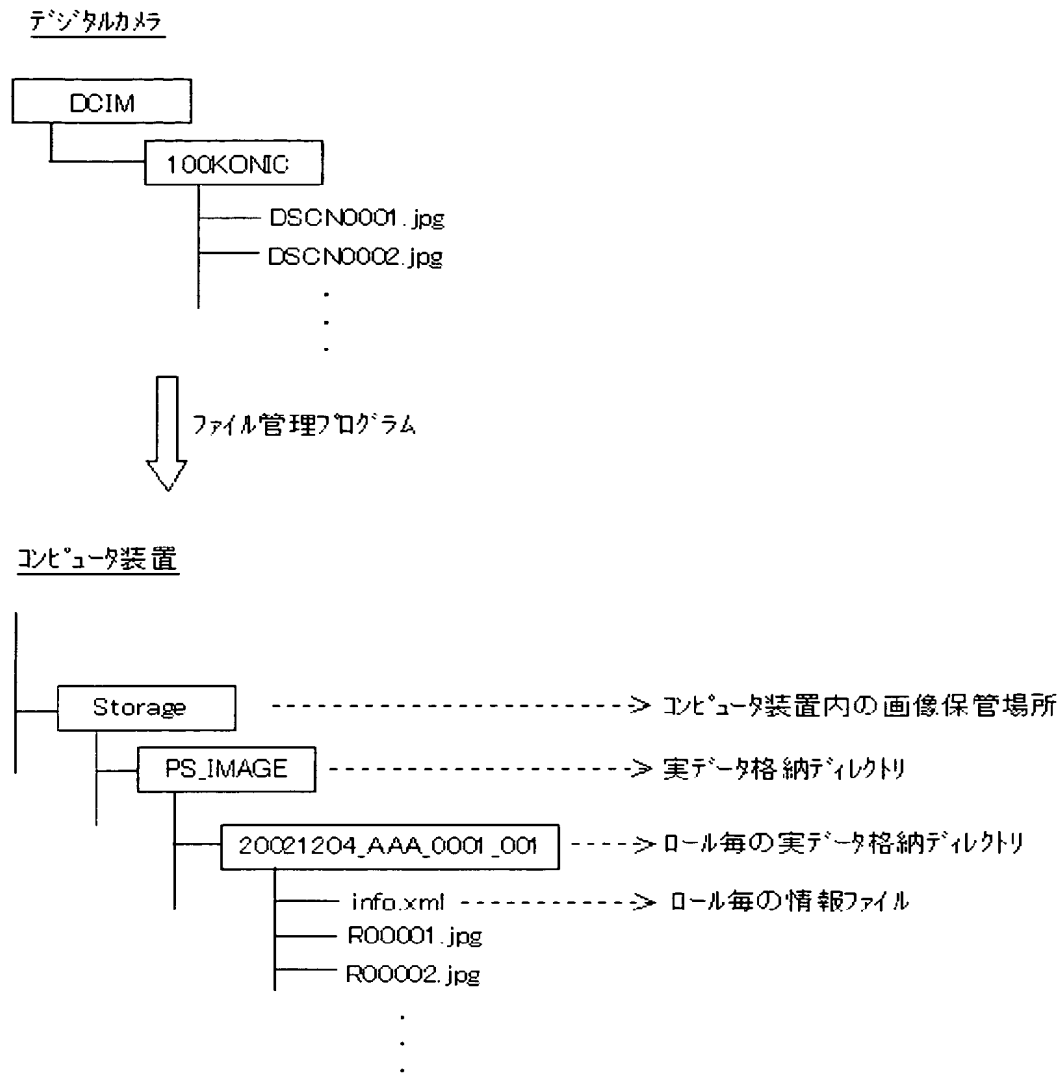 デジタルカメラ
DCIM
100KONIC
DSCN0001.jpg
DSCN0002.jpg
ファイル管理プログラム
コンピュータ装置
Storage
コンピュータ装置内の画像保管場所
PS_IMAGE
実データ格納ディレクトリ
20021204_AAA_0001_001
ロール毎の実データ格納ディレクトリ
info.xml
ロール毎の情報ファイル
R00001.jpg
R00002.jpg